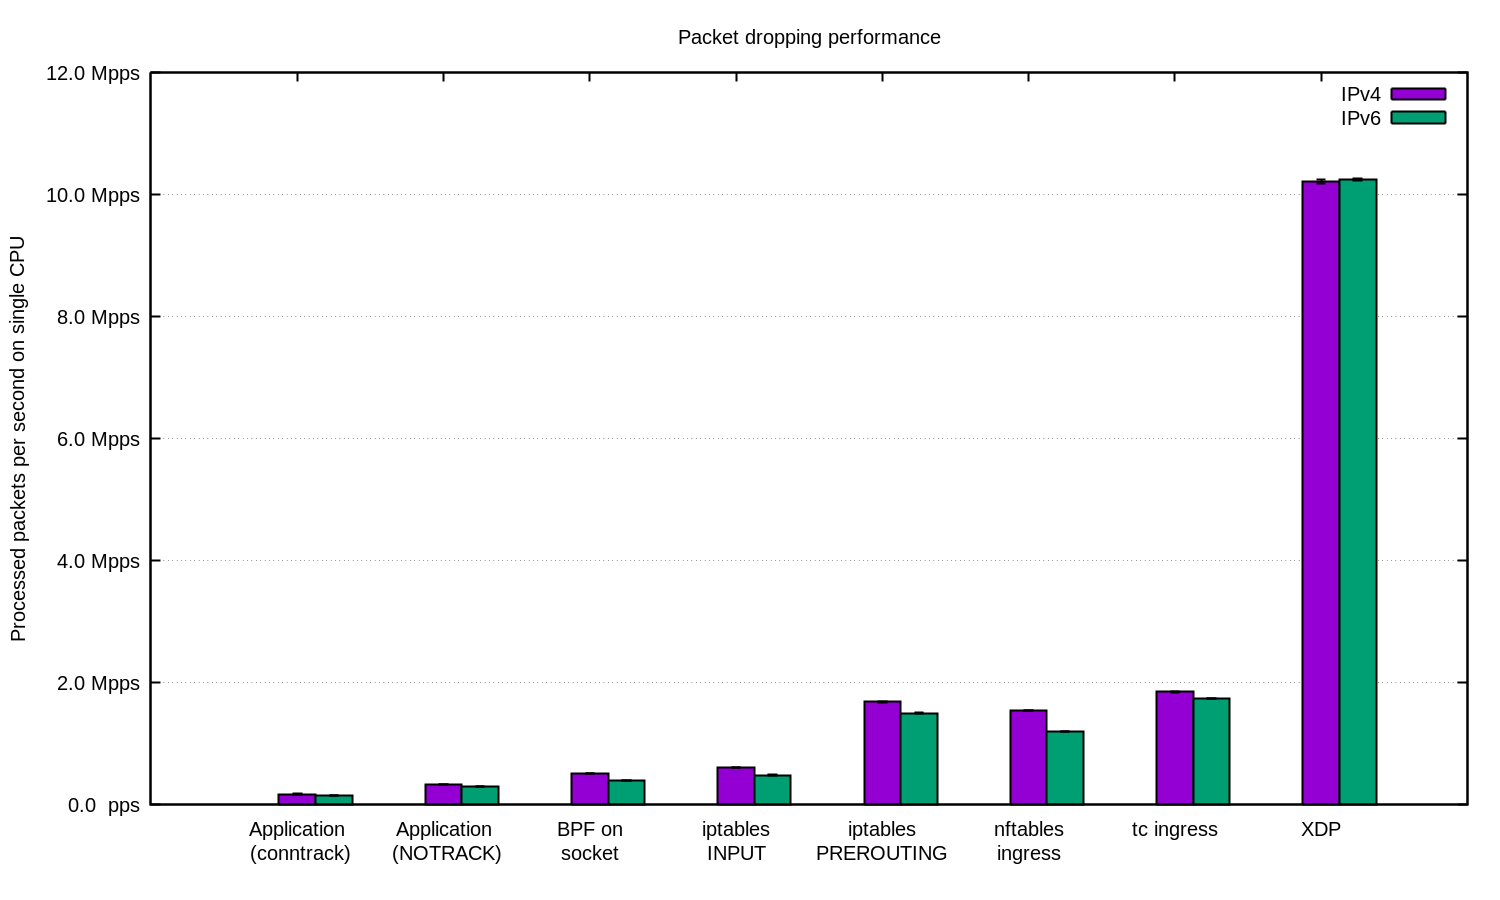 Packet dropping performance
12.0 Mpps
10.0 Mpps
8.0 Mpps
6.0 Mpps
4.0 Mpps
2.0 Mpps
0.0 pps
Processed packets per second on single CPU
IPv4
IPv6
Application
(conntrack)
Application
(NOTRACK)
BPF on
socket
iptables
INPUT
iptables
PREROUTING
nftables
ingress
tc ingress
XDP